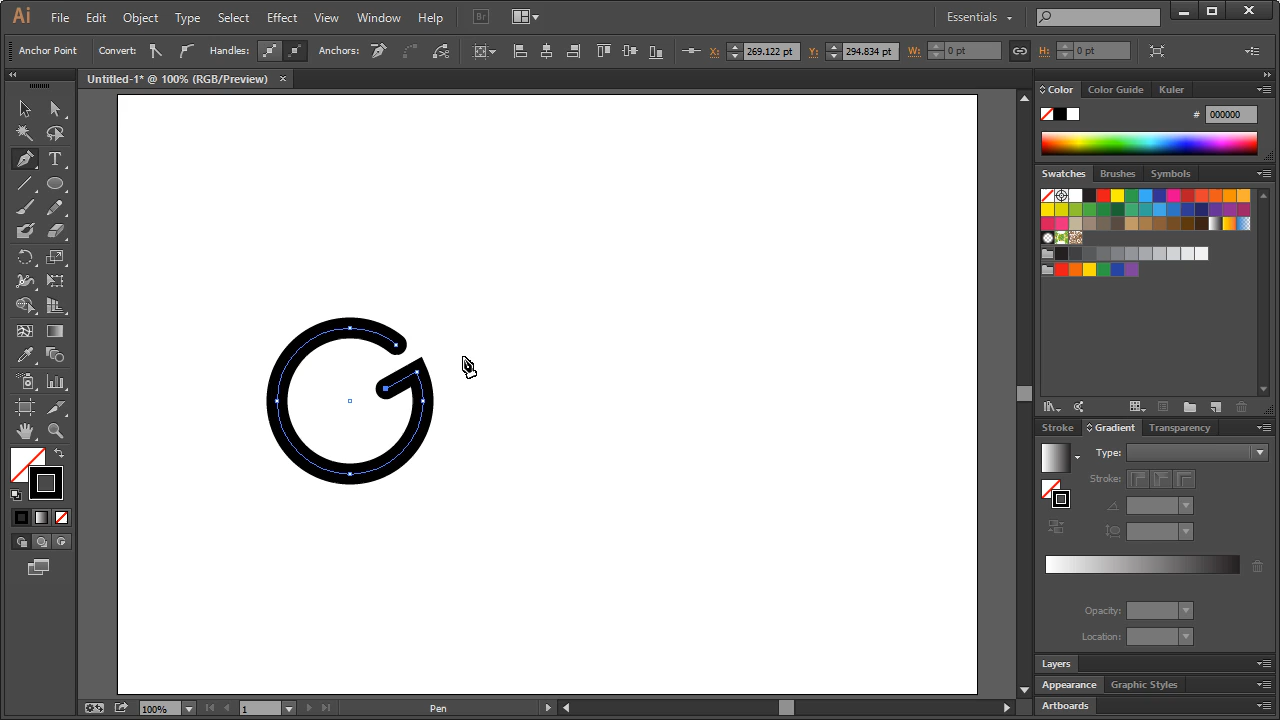 Ai File Edit Object Type Select Effect View Window Help Br Essentials
Anchor Point Convert: Handles: Anchors: X: 269.122 pt Y: 294.834 pt W: 0 pt H: 0 pt
Untitled-1* @ 100% (RGB/Preview)
Color Color Guide Kuler
# 000000
Swatches Brushes Symbols
T
Stroke Gradient Transparency
Type:
Stroke:
Opacity:
Location:
Layers
Appearance Graphic Styles
Artboards
100% 1 Pen